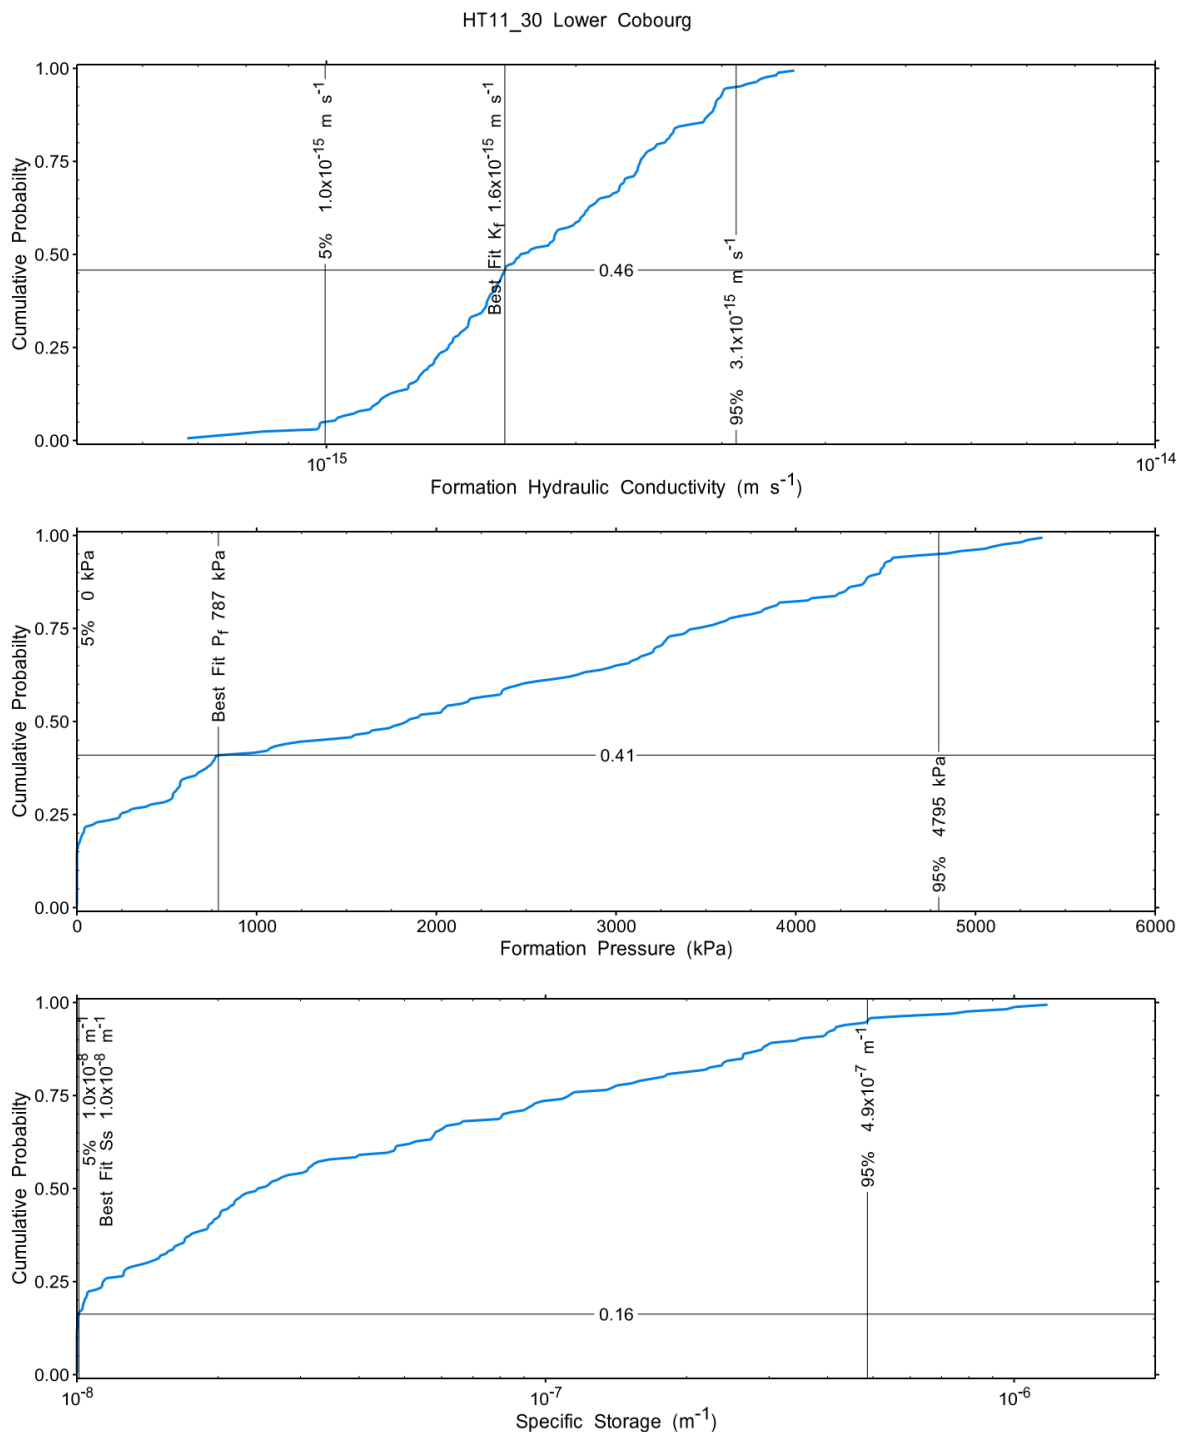 HT11_30 Lower Cobourg
1.00
0.75
0.50
0.25
0.00
Cumulative Probabilty
5% 1.0x10⁻¹⁵ m s⁻¹
Best Fit K_f 1.6x10⁻¹⁵ m s⁻¹
95% 3.1x10⁻¹⁵ m s⁻¹
0.46
10⁻¹⁵
10⁻¹⁴
Formation Hydraulic Conductivity (m s⁻¹)
1.00
0.75
0.50
0.25
0.00
Cumulative Probabilty
5% 0 kPa
Best Fit P_f 787 kPa
95% 4795 kPa
0.41
0 1000 2000 3000 4000 5000 6000
Formation Pressure (kPa)
1.00
0.75
0.50
0.25
0.00
Cumulative Probabilty
5% 1.0x10⁻⁸ m⁻¹
Best Fit Ss 1.0x10⁻⁸ m⁻¹
95% 4.9x10⁻⁷ m⁻¹
0.16
10⁻⁸ 10⁻⁷ 10⁻⁶
Specific Storage (m⁻¹)